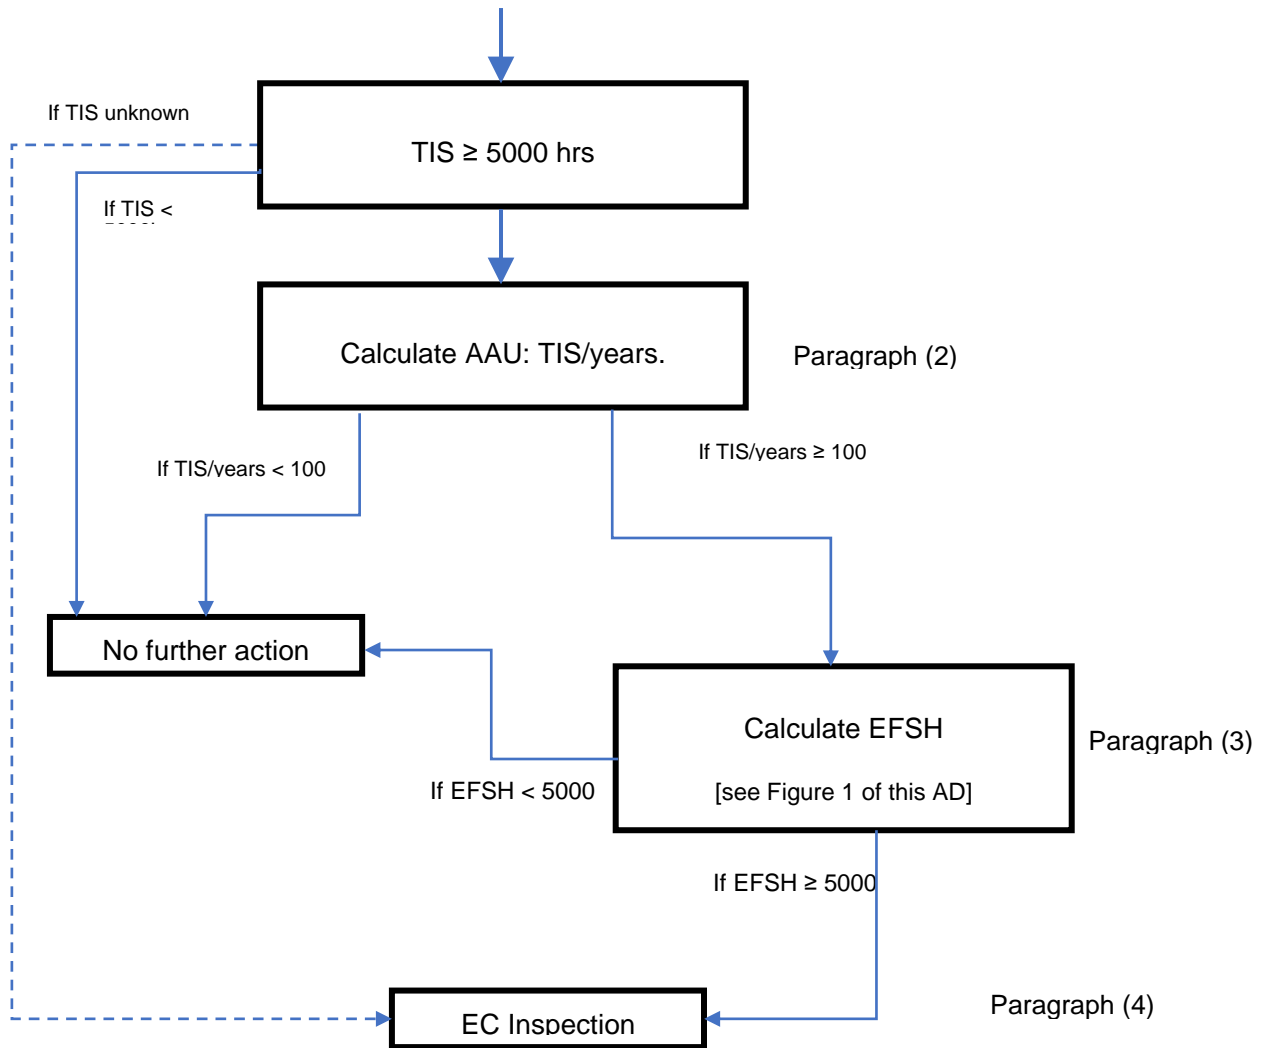 If TIS unknown
TIS ≥ 5000 hrs
If TIS <
Calculate AAU: TIS/years.
Paragraph (2)
If TIS/years < 100
If TIS/years ≥ 100
No further action
Calculate EFSH
[see Figure 1 of this AD]
Paragraph (3)
If EFSH < 5000
If EFSH ≥ 5000
Paragraph (4)
EC Inspection